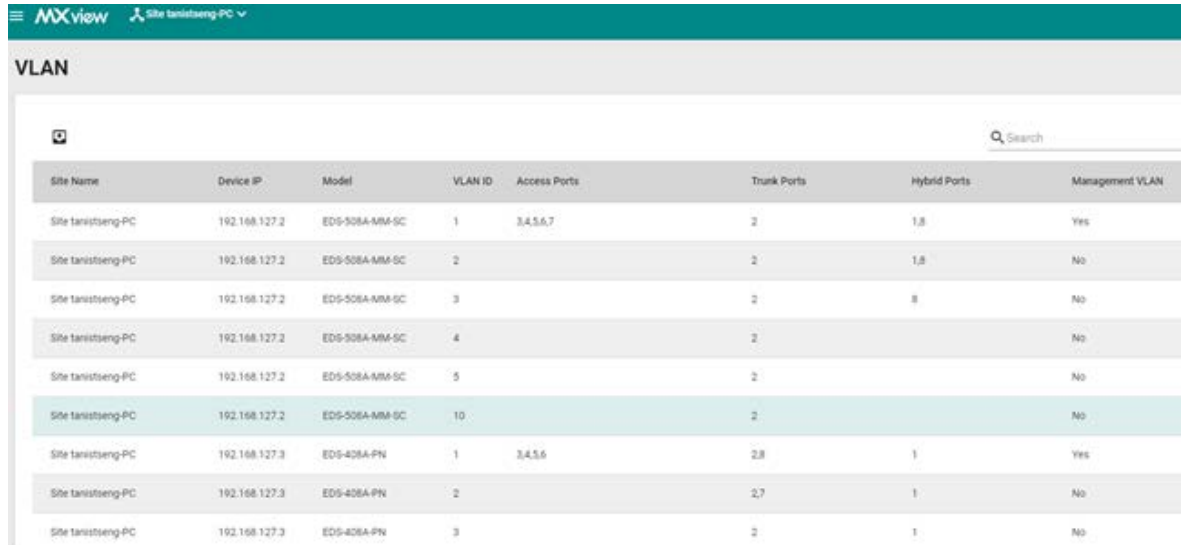 MXview Site tanistseng-PC
VLAN
Search
Site Name Device IP Model VLAN ID Access Ports Trunk Ports Hybrid Ports Management VLAN
Site tanistseng-PC 192.168.127.2 EDS-508A-MM-SC 1 3,4,5,6,7 2 1,8 Yes
Site tanistseng-PC 192.168.127.2 EDS-508A-MM-SC 2 2 1,8 No
Site tanistseng-PC 192.168.127.2 EDS-508A-MM-SC 3 2 8 No
Site tanistseng-PC 192.168.127.2 EDS-508A-MM-SC 4 2 No
Site tanistseng-PC 192.168.127.2 EDS-508A-MM-SC 5 2 No
Site tanistseng-PC 192.168.127.2 EDS-508A-MM-SC 10 2 No
Site tanistseng-PC 192.168.127.3 EDS-408A-PN 1 3,4,5,6 2,8 1 Yes
Site tanistseng-PC 192.168.127.3 EDS-408A-PN 2 2,7 1 No
Site tanistseng-PC 192.168.127.3 EDS-408A-PN 3 2 1 No